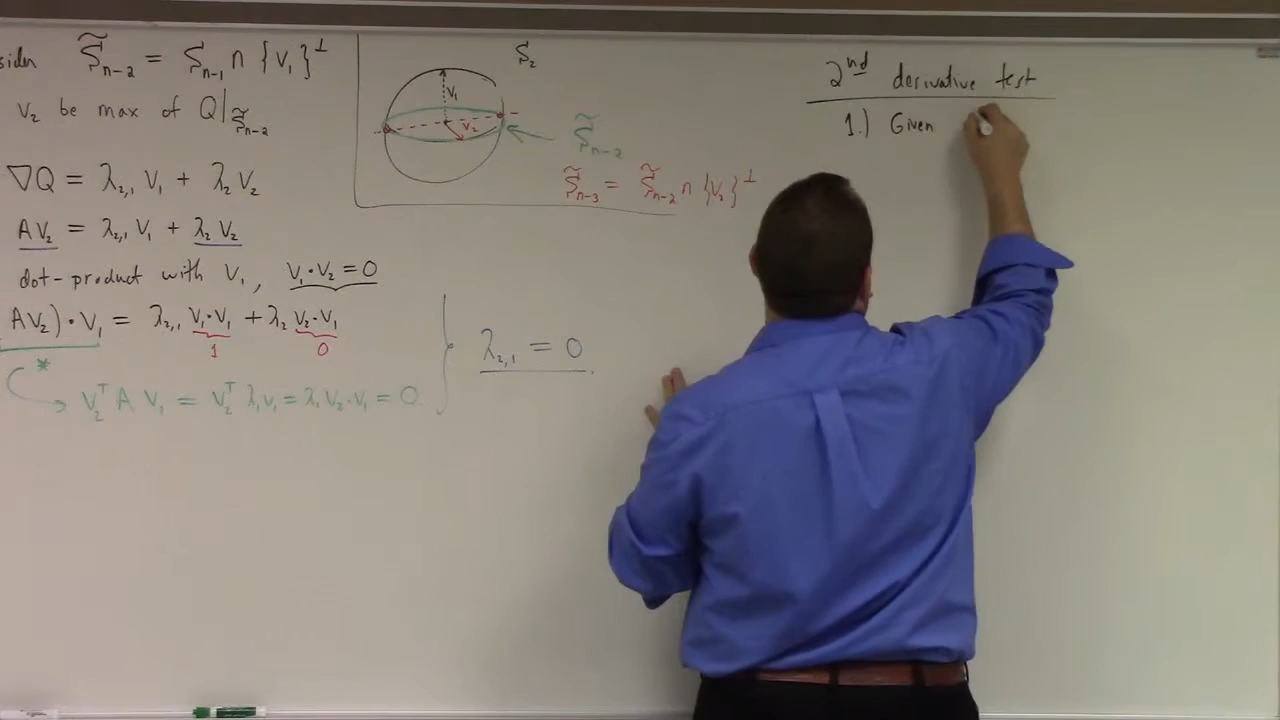 sider S̃ₙ₋₂ = Sₙ₋₁ ∩ {v₁}^⊥
v₂ be max of Q|S̃ₙ₋₂
∇Q = λ₂,₁ v₁ + λ₂ v₂
Av₂ = λ₂,₁ v₁ + λ₂ v₂
dot-product with v₁, v₁·v₂ = 0
Av₂)·v₁ = λ₂,₁ v₁·v₁ + λ₂ v₂·v₁
1 0
*
v₂ᵀ A v₁ = v₂ᵀ λ₁v₁ = λ₁ v₂·v₁ = 0
λ₂,₁ = 0
S₂
v₁
v₂
S̃ₙ₋₂
S̃ₙ₋₃ = S̃ₙ₋₂ ∩ {v₂}^⊥
2nd derivative test
1.) Given